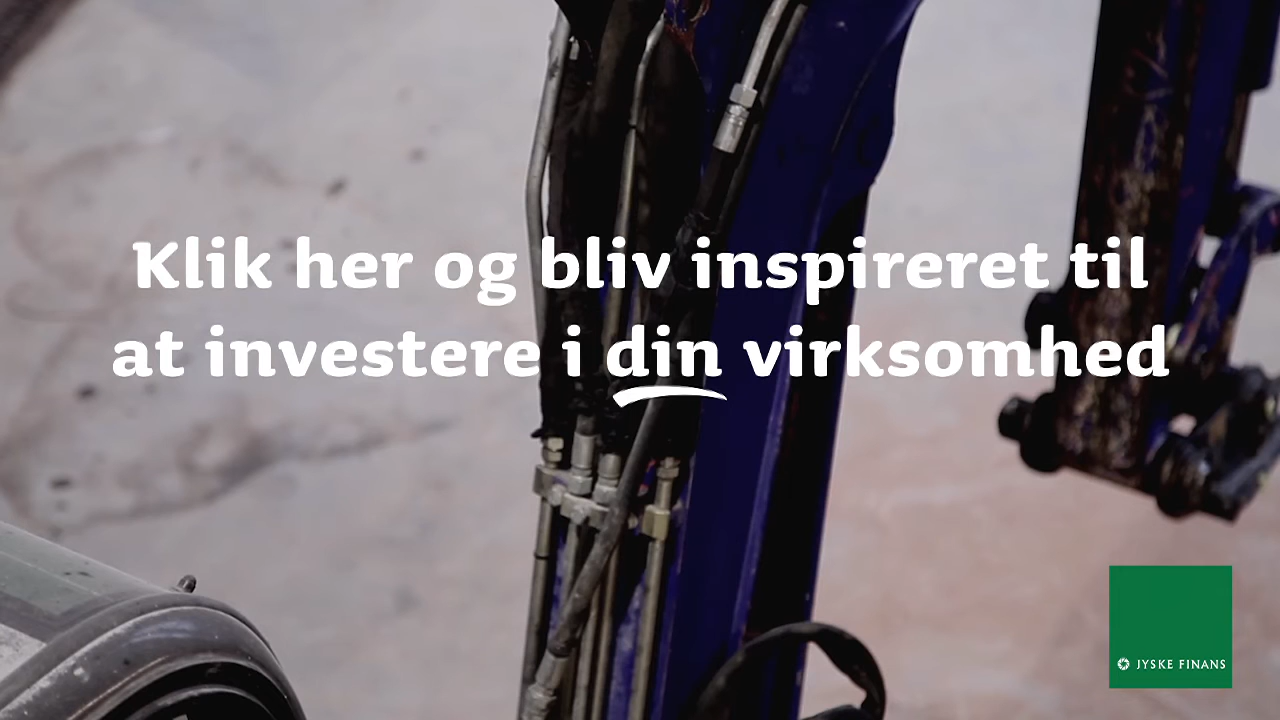 Klik her og bliv inspireret til
at investere i din virksomhed
JYSKE FINANS